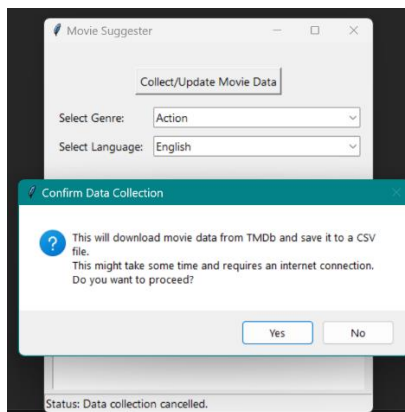 Movie Suggester
Collect/Update Movie Data
Select Genre: Action
Select Language: English
Confirm Data Collection
This will download movie data from TMDb and save it to a CSV
file.
This might take some time and requires an internet connection.
Do you want to proceed?
Yes No
Status: Data collection cancelled.